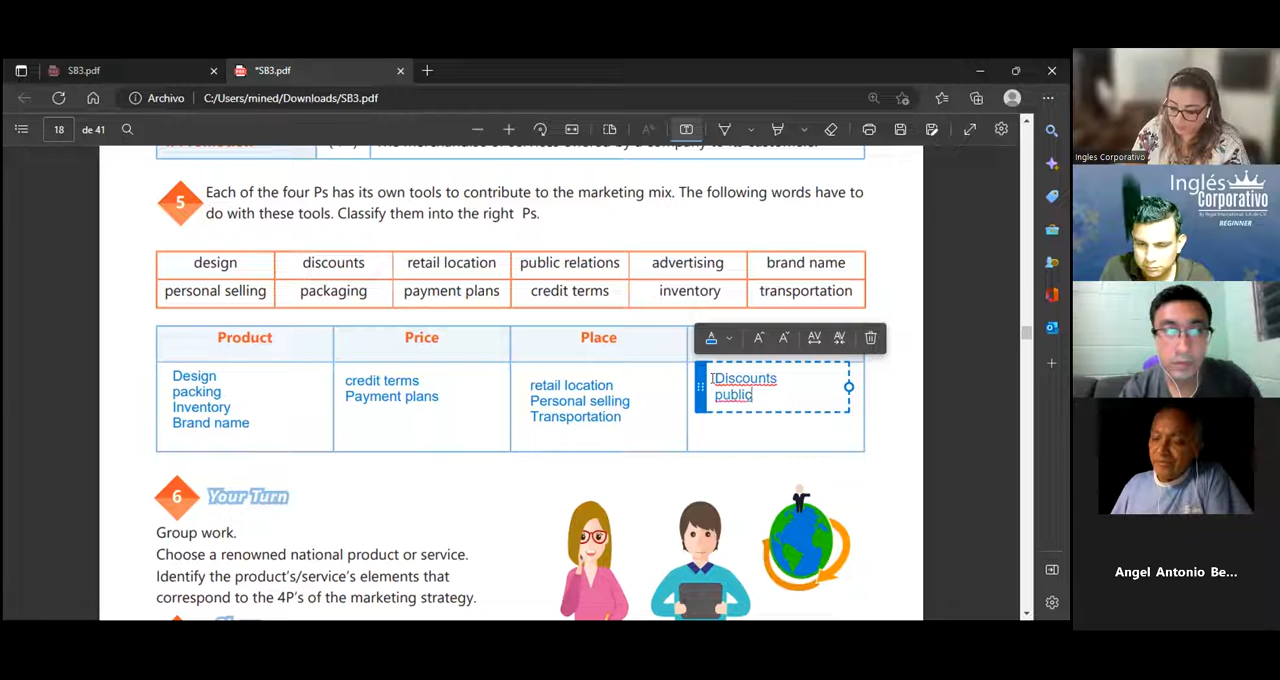 SB3.pdf
*SB3.pdf
Archivo
C:/Users/mined/Downloads/SB3.pdf
18
de 41
5
Each of the four Ps has its own tools to contribute to the marketing mix. The following words have to
do with these tools. Classify them into the right Ps.
design discounts retail location public relations advertising brand name
personal selling packaging payment plans credit terms inventory transportation
Product Price Place
Design
packing
Inventory
Brand name
credit terms
Payment plans
retail location
Personal selling
Transportation
Discounts
public
6
Your Turn
Group work.
Choose a renowned national product or service.
Identify the product's/service's elements that
correspond to the 4P's of the marketing strategy.
Ingles Corporativo
Inglés
Corporativo
BEGINNER
Angel Antonio Be...